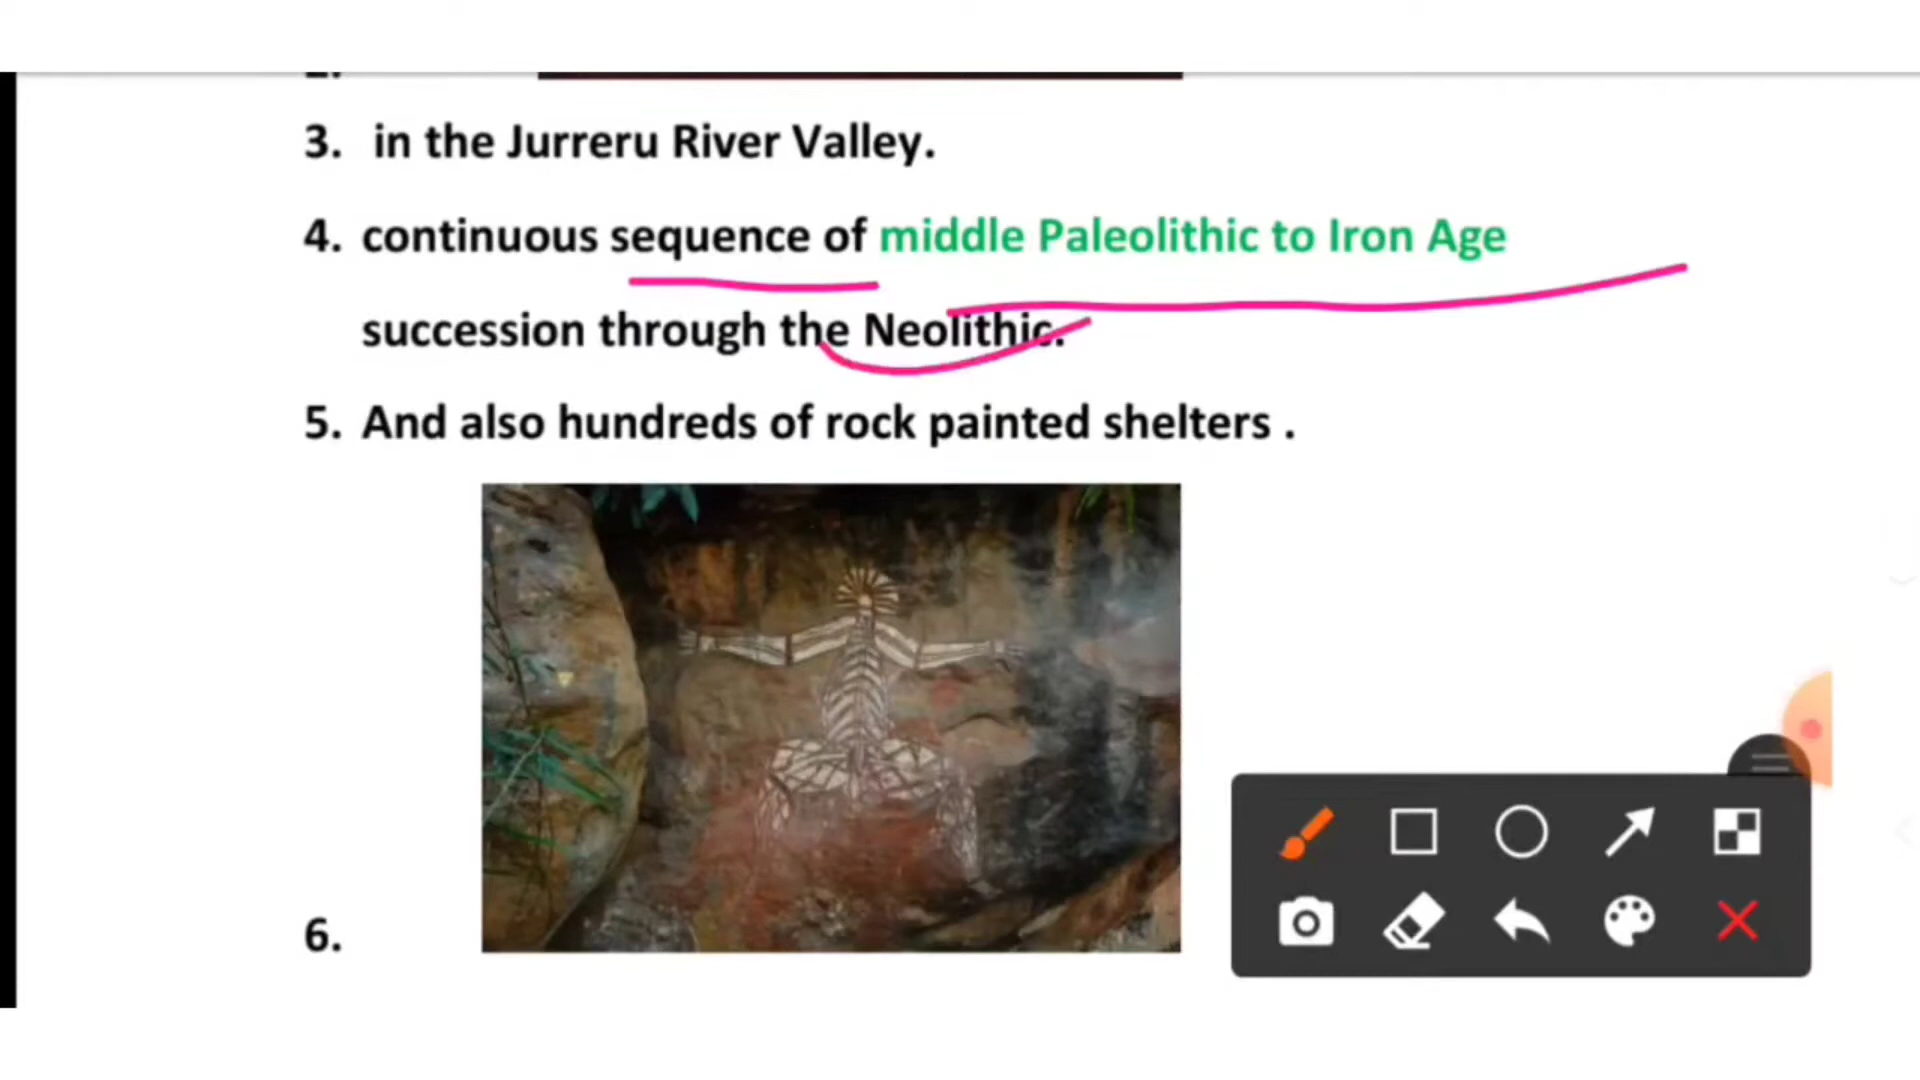 3. in the Jurreru River Valley.
4. continuous sequence of middle Paleolithic to Iron Age
succession through the Neolithic.
5. And also hundreds of rock painted shelters .
6.